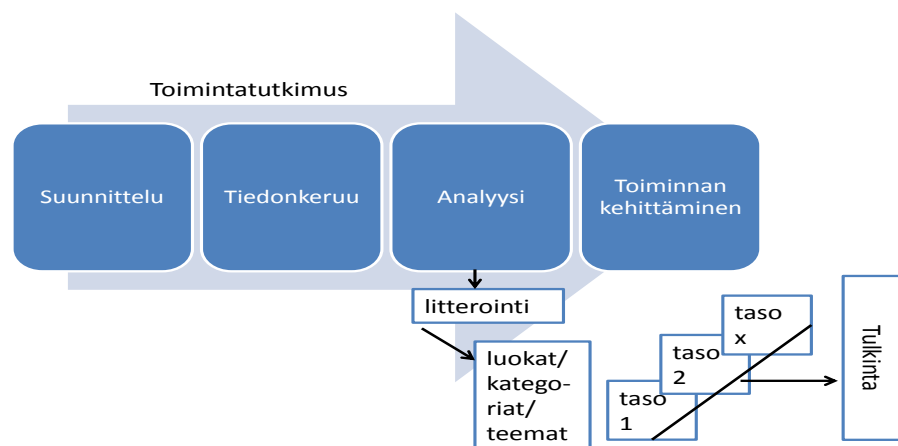 Toimintatutkimus
Suunnittelu
Tiedonkeruu
Analyysi
Toiminnan
kehittäminen
litterointi
luokat/
katego-
riat/
teemat
taso
1
taso
2
taso
x
Tulkinta